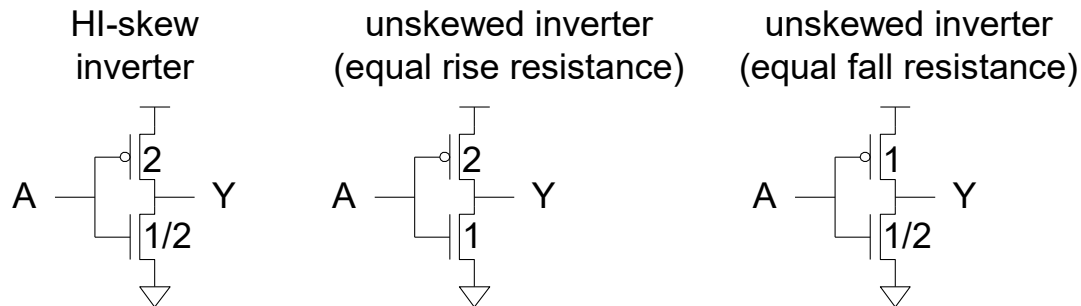 HI-skew
inverter
unskewed inverter
(equal rise resistance)
unskewed inverter
(equal fall resistance)
A
2
1/2
Y
A
2
1
Y
A
1
1/2
Y